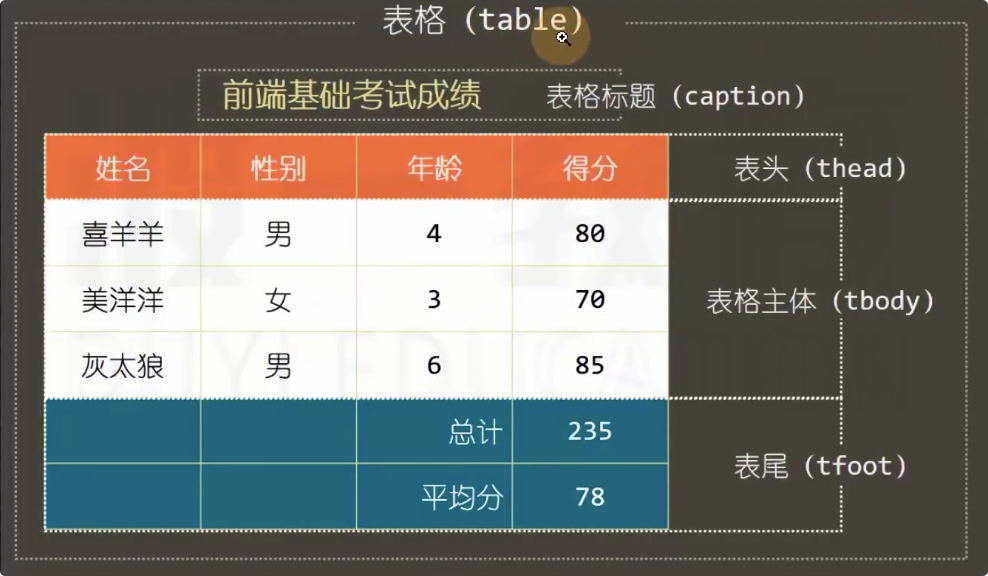 表格 (table)
前端基础考试成绩 表格标题 (caption)
姓名 性别 年龄 得分 表头 (thead)
喜羊羊 男 4 80
美洋洋 女 3 70 表格主体 (tbody)
灰太狼 男 6 85
总计 235
表尾 (tfoot)
平均分 78
DUYI EDUCATION